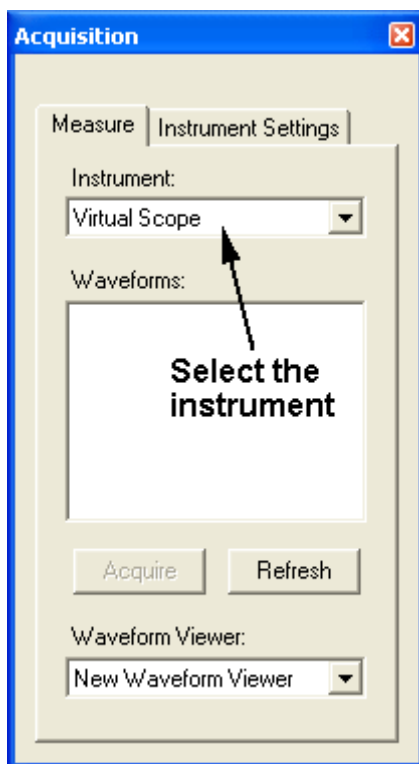 Acquisition
Measure
Instrument Settings
Instrument:
Virtual Scope
Waveforms:
Select the
instrument
Acquire
Refresh
Waveform Viewer:
New Waveform Viewer